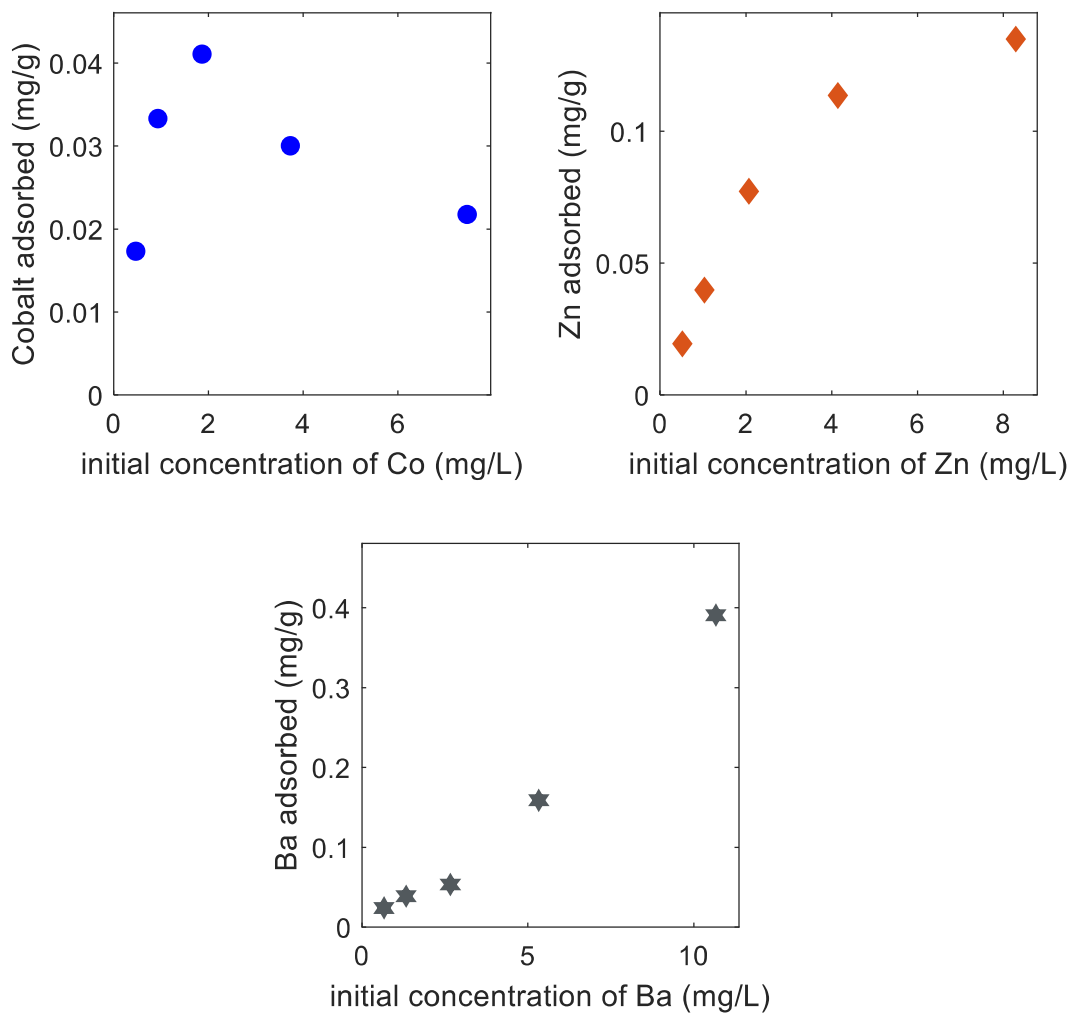 Cobalt adsorbed (mg/g)
0.04
0.03
0.02
0.01
0
0 2 4 6
initial concentration of Co (mg/L)
Zn adsorbed (mg/g)
0.1
0.05
0
0 2 4 6 8
initial concentration of Zn (mg/L)
Ba adsorbed (mg/g)
0.4
0.3
0.2
0.1
0
0 5 10
initial concentration of Ba (mg/L)